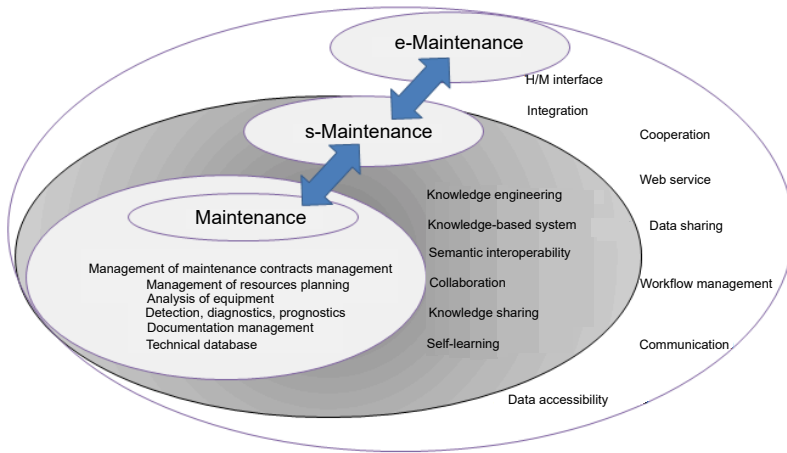 e-Maintenance
H/M interface
Integration
s-Maintenance
Cooperation
Web service
Knowledge engineering
Maintenance
Knowledge-based system
Data sharing
Semantic interoperability
Management of maintenance contracts management
Management of resources planning
Collaboration
Workflow management
Analysis of equipment
Detection, diagnostics, prognostics
Knowledge sharing
Documentation management
Technical database
Self-learning
Communication
Data accessibility